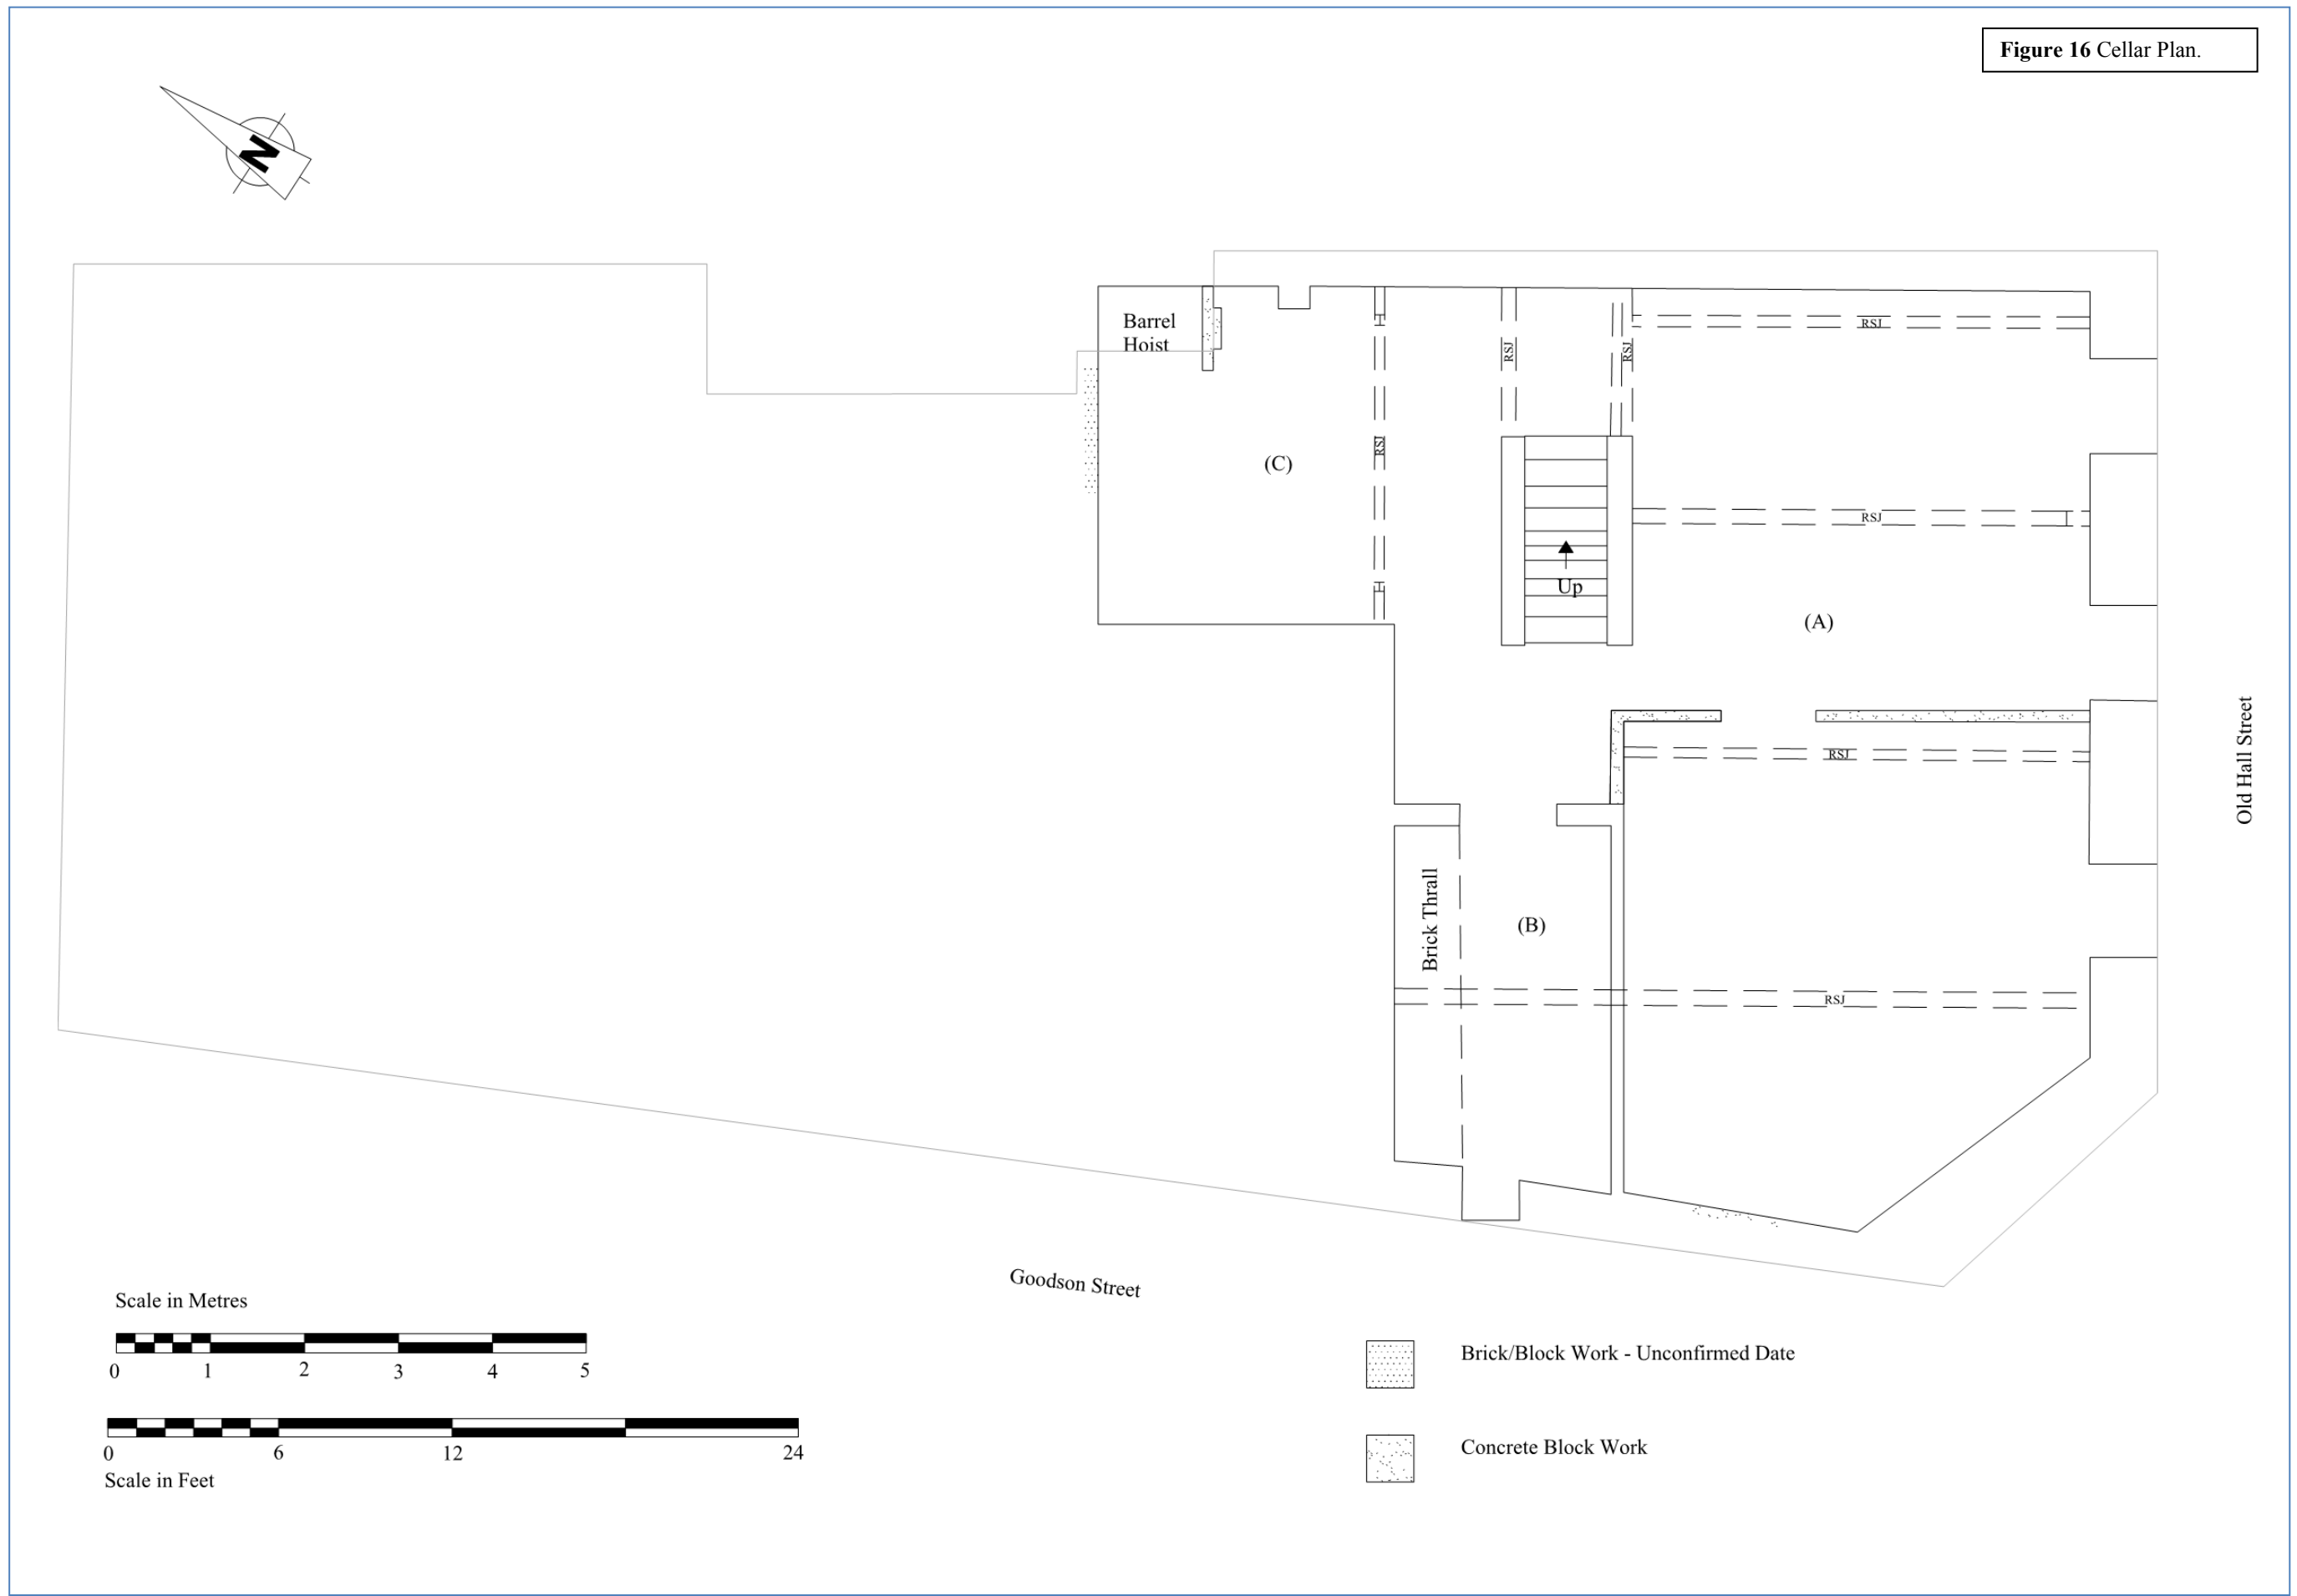 Figure 16 Cellar Plan.
N
Barrel
Hoist
RSJ
RSJ
RSJ
RSJ
(C)
RSJ
Up
(A)
RSJ
Old Hall Street
Brick Thrall
(B)
RSJ
Goodson Street
Scale in Metres
0 1 2 3 4 5
0 6 12 24
Scale in Feet
Brick/Block Work - Unconfirmed Date
Concrete Block Work